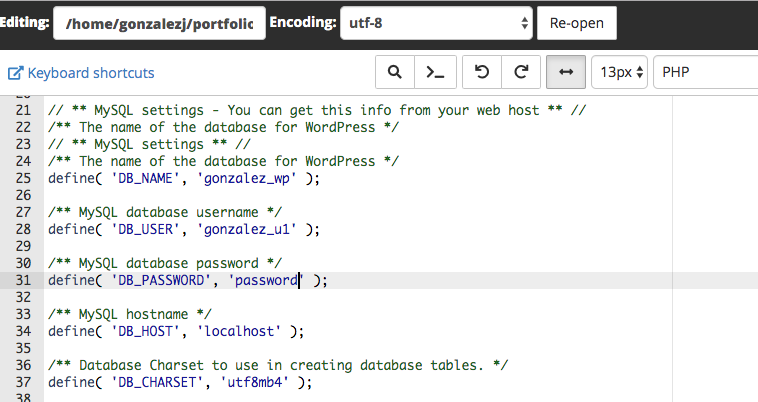 Editing: /home/gonzalezj/portfolio Encoding: utf-8 Re-open
Keyboard shortcuts 13px PHP
21 // ** MySQL settings - You can get this info from your web host ** //
22 /** The name of the database for WordPress */
23 // ** MySQL settings ** //
24 /** The name of the database for WordPress */
25 define( 'DB_NAME', 'gonzalez_wp' );
26
27 /** MySQL database username */
28 define( 'DB_USER', 'gonzalez_u1' );
29
30 /** MySQL database password */
31 define( 'DB_PASSWORD', 'password' );
32
33 /** MySQL hostname */
34 define( 'DB_HOST', 'localhost' );
35
36 /** Database Charset to use in creating database tables. */
37 define( 'DB_CHARSET', 'utf8mb4' );
38